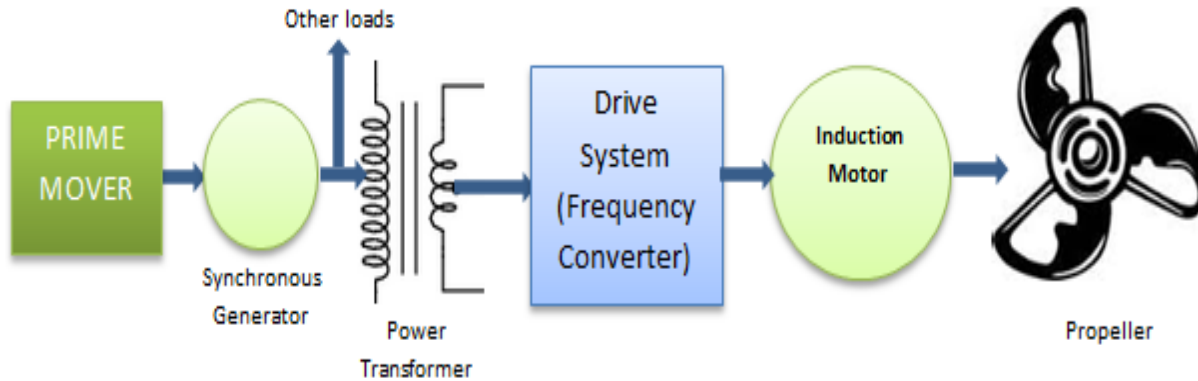 Other loads
PRIME
MOVER
Synchronous
Generator
Power
Transformer
Drive
System
(Frequency
Converter)
Induction
Motor
Propeller